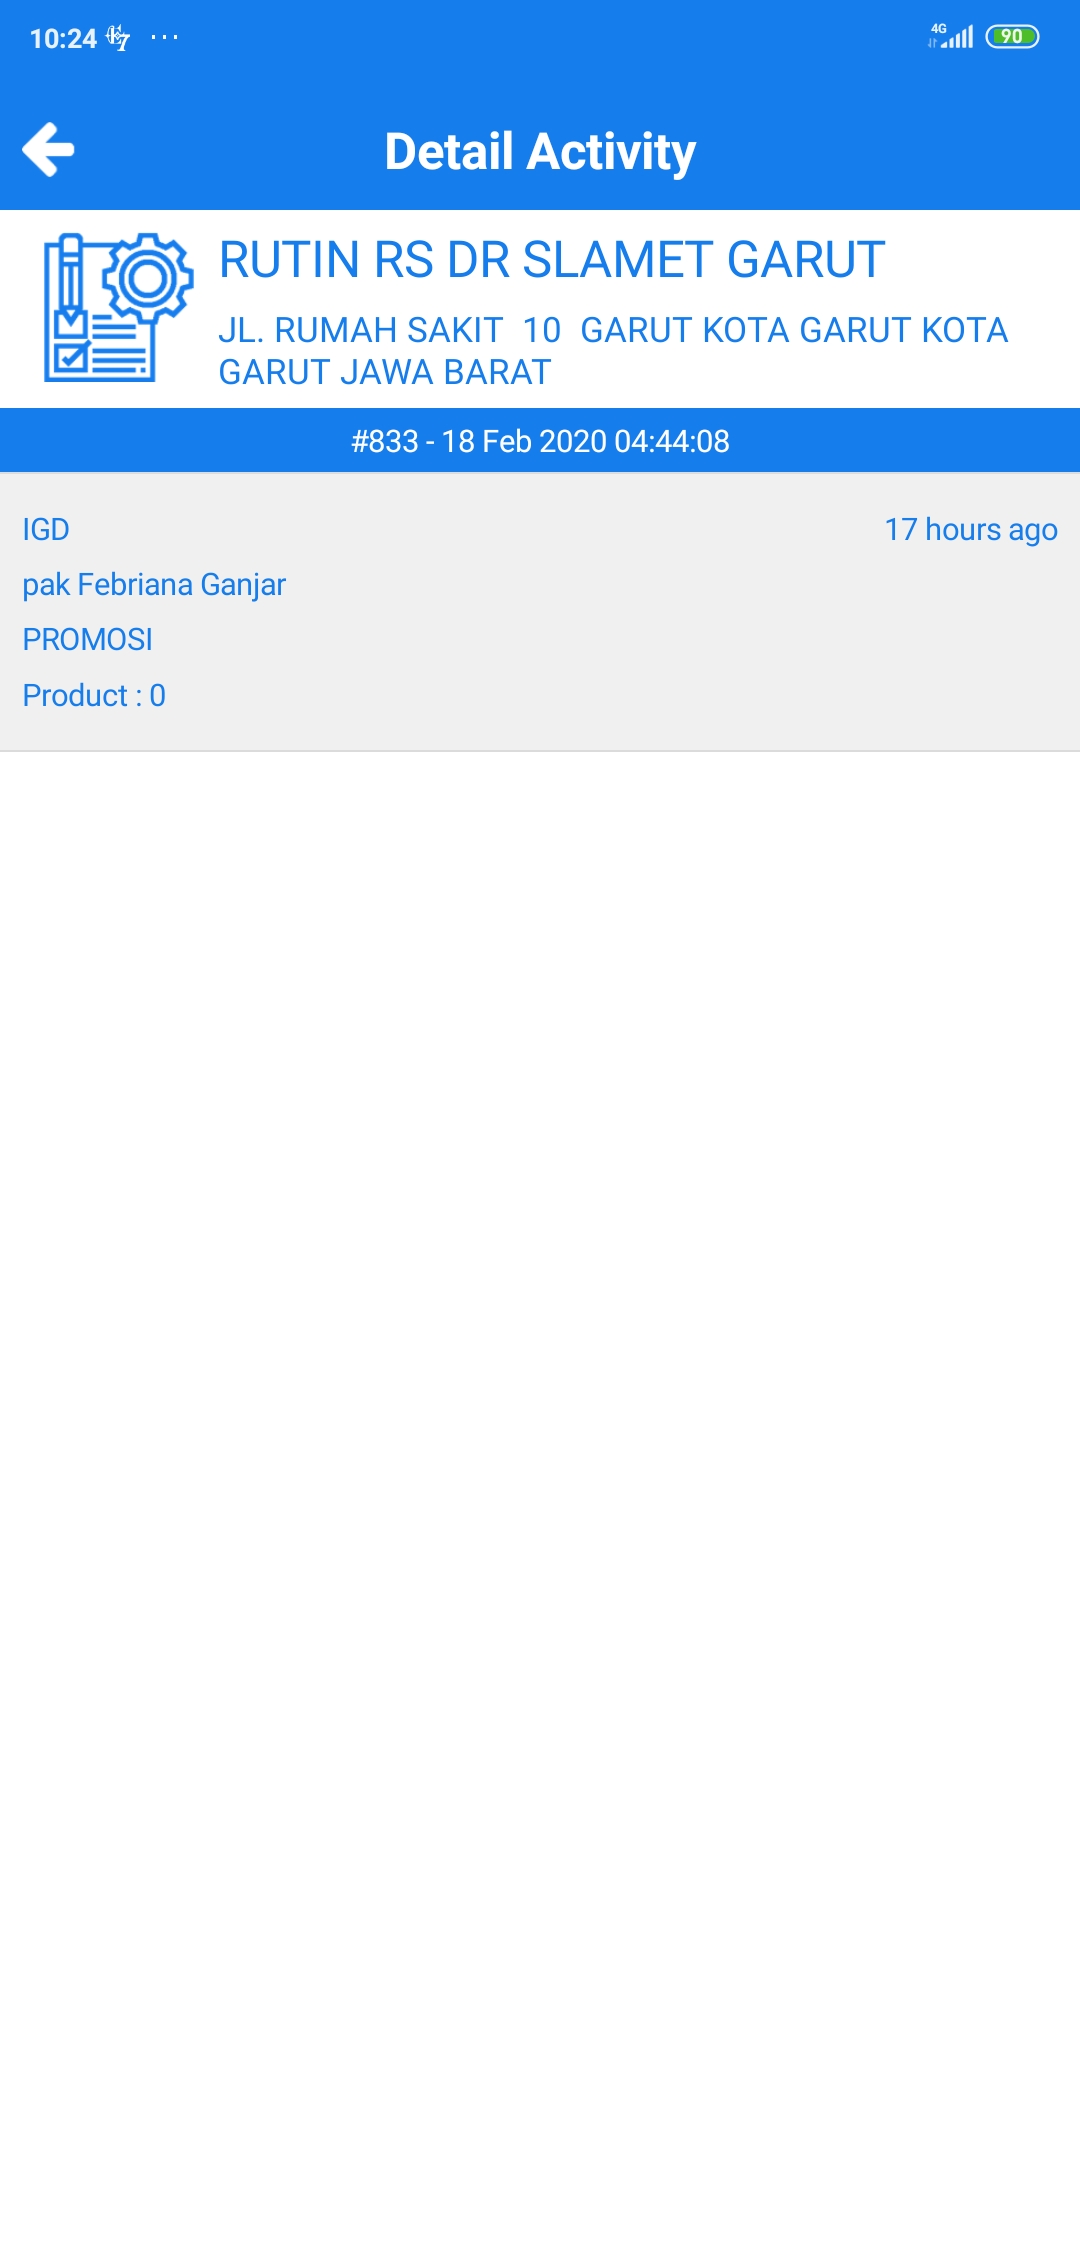 10:24 ...
4G
90
Detail Activity
RUTIN RS DR SLAMET GARUT
JL. RUMAH SAKIT  10  GARUT KOTA GARUT KOTA
GARUT JAWA BARAT
#833 - 18 Feb 2020 04:44:08
IGD
17 hours ago
pak Febriana Ganjar
PROMOSI
Product : 0